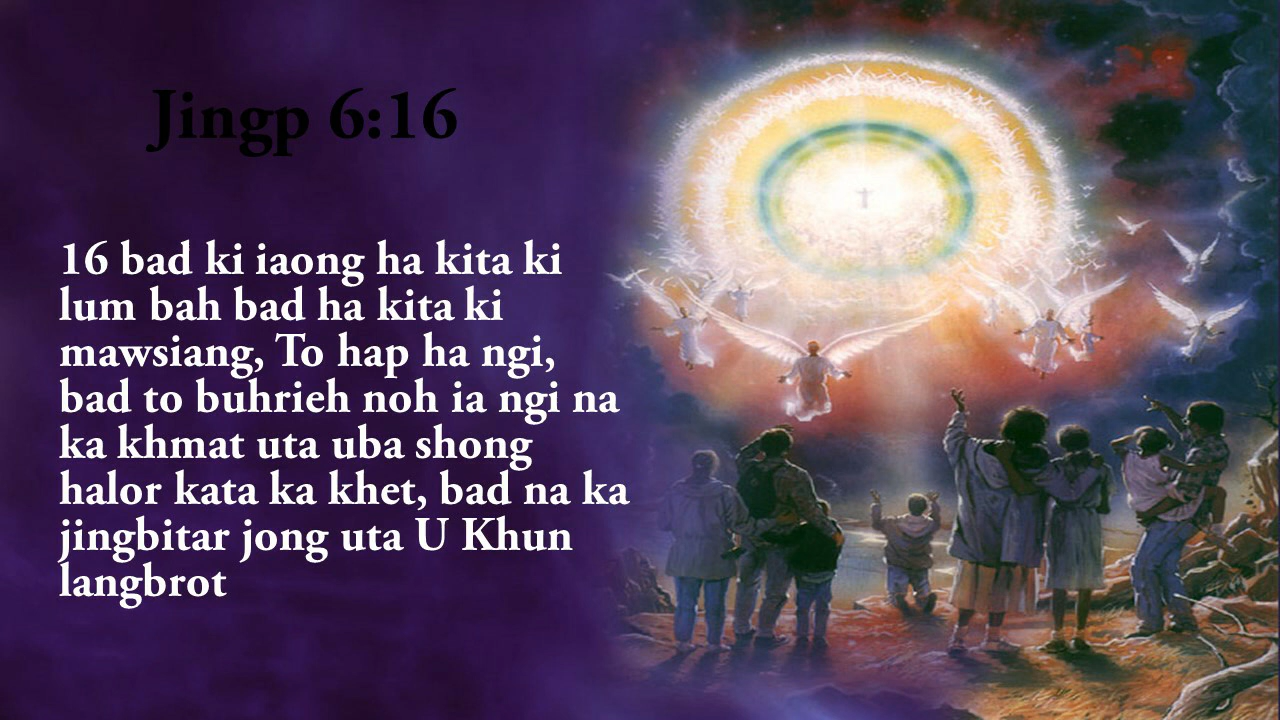 Jingp 6:16
16 bad ki iaong ha kita ki
lum bah bad ha kita ki
mawsiang, To hap ha ngi,
bad to buhrieh noh ia ngi na
ka khmat uta uba shong
halor kata ka khet, bad na ka
jingbitar jong uta U Khun
langbrot